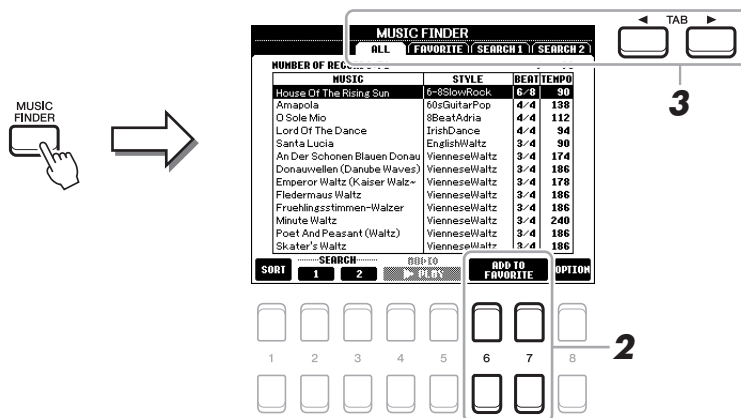 MUSIC FINDER
TAB
ALL FAVORITE SEARCH 1 SEARCH 2
3
MUSIC FINDER
MUSIC STYLE BEAT TEMPO
House Of The Rising Sun 6-8SlowRock 6/8 90
Amapola 60sGuitarPop 4/4 138
O Sole Mio 8BeatAdria 4/4 112
Lord Of The Dance IrishDance 4/4 94
Santa Lucia EnglishWaltz 3/4 90
An Der Schonen Blauen Donau VienneseWaltz 3/4 174
Donauwellen (Danube Waves) VienneseWaltz 3/4 186
Emperor Waltz (Kaiser Walz~ VienneseWaltz 3/4 178
Fledermaus Waltz VienneseWaltz 3/4 186
Fruehlingsstimmen-Walzer VienneseWaltz 3/4 186
Minute Waltz VienneseWaltz 3/4 240
Poet And Peasant (Waltz) VienneseWaltz 3/4 186
Skater's Waltz VienneseWaltz 3/4 186
SORT SEARCH 1 2 AUDIO PLAY ADD TO FAVORITE OPTION
1 2 3 4 5 6 7 8
2